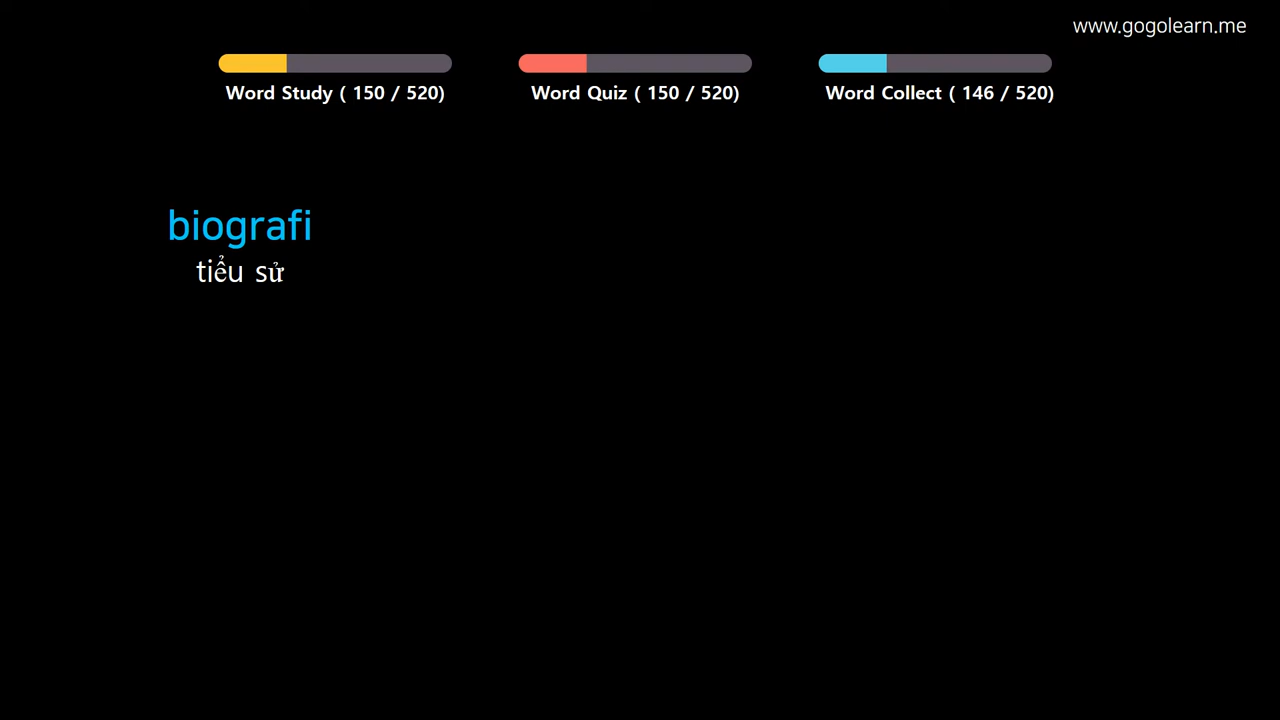 www.gogolearn.me
Word Study ( 150 / 520)
Word Quiz ( 150 / 520)
Word Collect ( 146 / 520)
biografi
tiểu sử